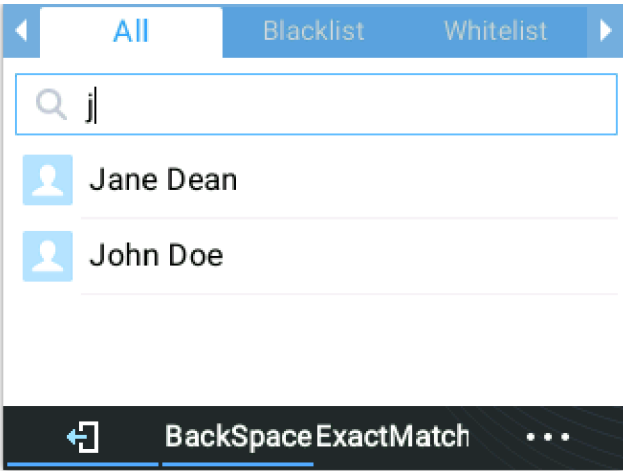 All Blacklist Whitelist
j
Jane Dean
John Doe
BackSpace ExactMatch